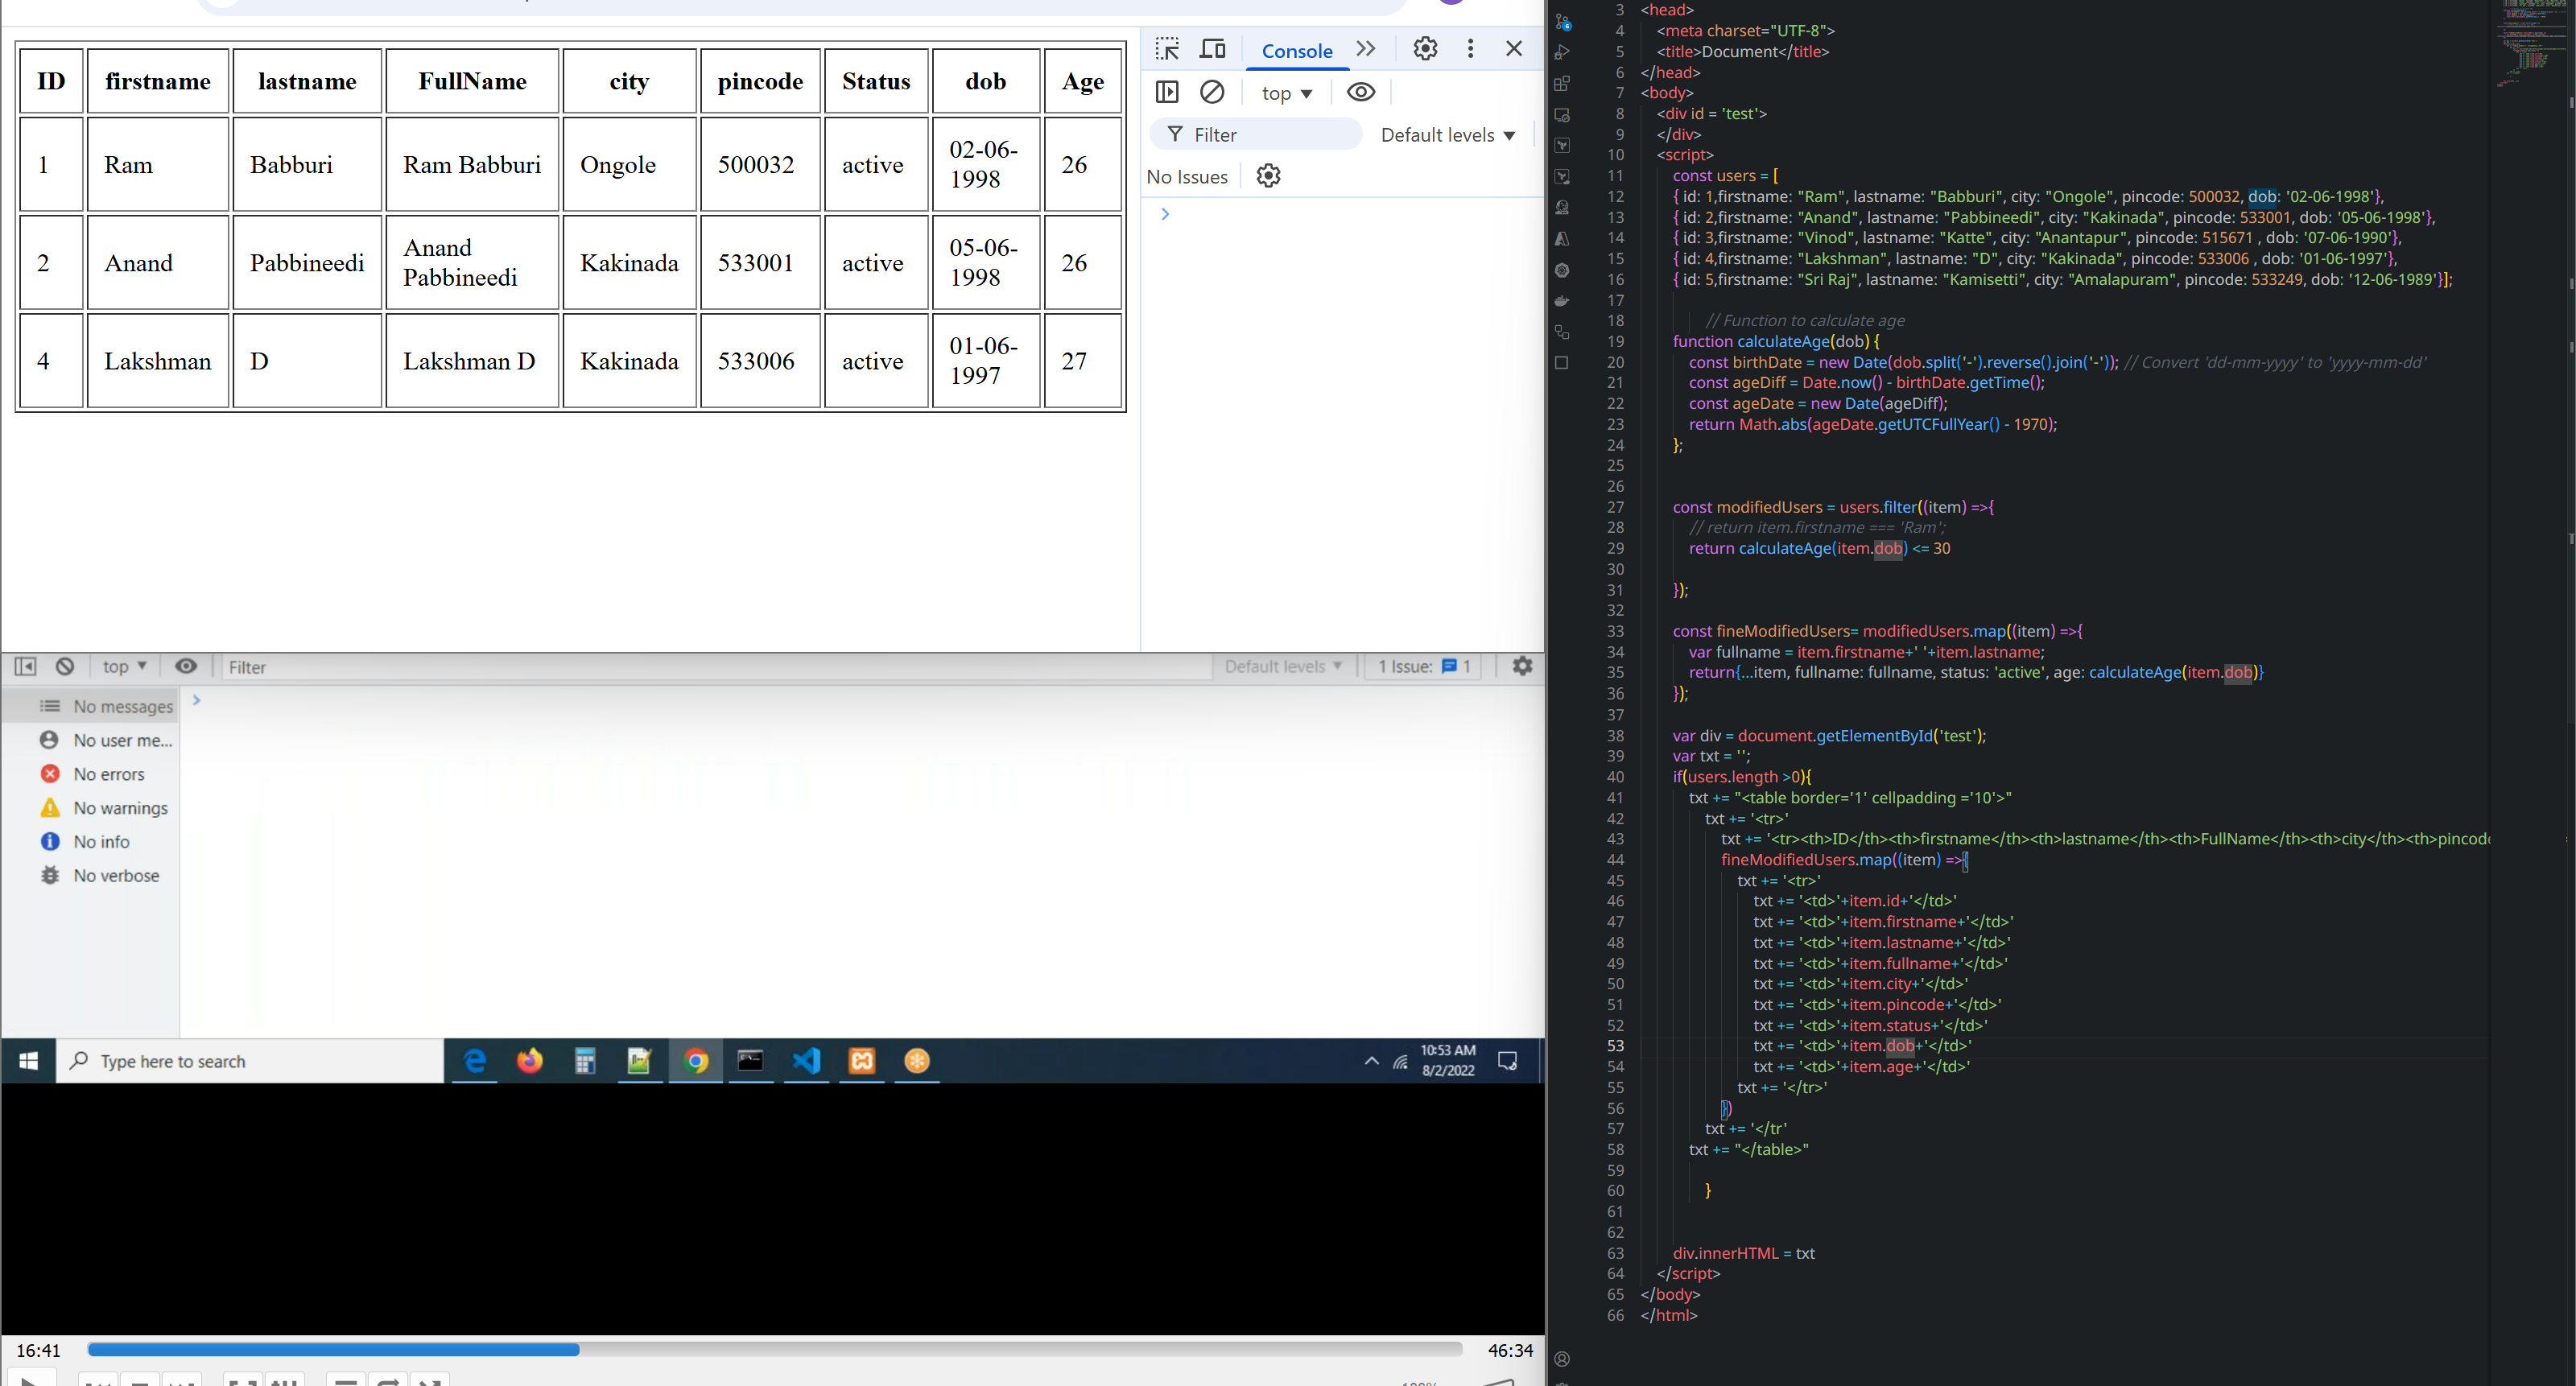 ID firstname lastname FullName city pincode Status dob Age
1 Ram Babburi Ram Babburi Ongole 500032 active 02-06-1998 26
2 Anand Pabbineedi Anand Pabbineedi Kakinada 533001 active 05-06-1998 26
4 Lakshman D Lakshman D Kakinada 533006 active 01-06-1997 27
Console
top
Filter
Default levels
No Issues
top
Filter
Default levels
1 Issue: 1
No messages
No user me...
No errors
No warnings
No info
No verbose
Type here to search
10:53 AM
8/2/2022
16:41
46:34
3 <head>
4 <meta charset="UTF-8">
5 <title>Document</title>
6 </head>
7 <body>
8 <div id = 'test'>
9 </div>
10 <script>
11 const users = [
12 { id: 1,firstname: "Ram", lastname: "Babburi", city: "Ongole", pincode: 500032, dob: '02-06-1998'},
13 { id: 2,firstname: "Anand", lastname: "Pabbineedi", city: "Kakinada", pincode: 533001, dob: '05-06-1998'},
14 { id: 3,firstname: "Vinod", lastname: "Katte", city: "Anantapur", pincode: 515671 , dob: '07-06-1990'},
15 { id: 4,firstname: "Lakshman", lastname: "D", city: "Kakinada", pincode: 533006 , dob: '01-06-1997'},
16 { id: 5,firstname: "Sri Raj", lastname: "Kamisetti", city: "Amalapuram", pincode: 533249, dob: '12-06-1989'}];
17
18 // Function to calculate age
19 function calculateAge(dob) {
20 const birthDate = new Date(dob.split('-').reverse().join('-')); // Convert 'dd-mm-yyyy' to 'yyyy-mm-dd'
21 const ageDiff = Date.now() - birthDate.getTime();
22 const ageDate = new Date(ageDiff);
23 return Math.abs(ageDate.getUTCFullYear() - 1970);
24 };
25
26
27 const modifiedUsers = users.filter((item) =>{
28 // return item.firstname === 'Ram';
29 return calculateAge(item.dob) <= 30
30
31 });
32
33 const fineModifiedUsers= modifiedUsers.map((item) =>{
34 var fullname = item.firstname+' '+item.lastname;
35 return{...item, fullname: fullname, status: 'active', age: calculateAge(item.dob)}
36 });
37
38 var div = document.getElementById('test');
39 var txt = '';
40 if(users.length >0){
41 txt += "<table border='1' cellpadding ='10'>"
42 txt += '<tr>'
43 txt += '<tr><th>ID</th><th>firstname</th><th>lastname</th><th>FullName</th><th>city</th><th>pincode
44 fineModifiedUsers.map((item) =>{
45 txt += '<tr>'
46 txt += '<td>'+item.id+'</td>'
47 txt += '<td>'+item.firstname+'</td>'
48 txt += '<td>'+item.lastname+'</td>'
49 txt += '<td>'+item.fullname+'</td>'
50 txt += '<td>'+item.city+'</td>'
51 txt += '<td>'+item.pincode+'</td>'
52 txt += '<td>'+item.status+'</td>'
53 txt += '<td>'+item.dob+'</td>'
54 txt += '<td>'+item.age+'</td>'
55 txt += '</tr>'
56 })
57 txt += '</tr'
58 txt += "</table>"
59
60 }
61
62
63 div.innerHTML = txt
64 </script>
65 </body>
66 </html>